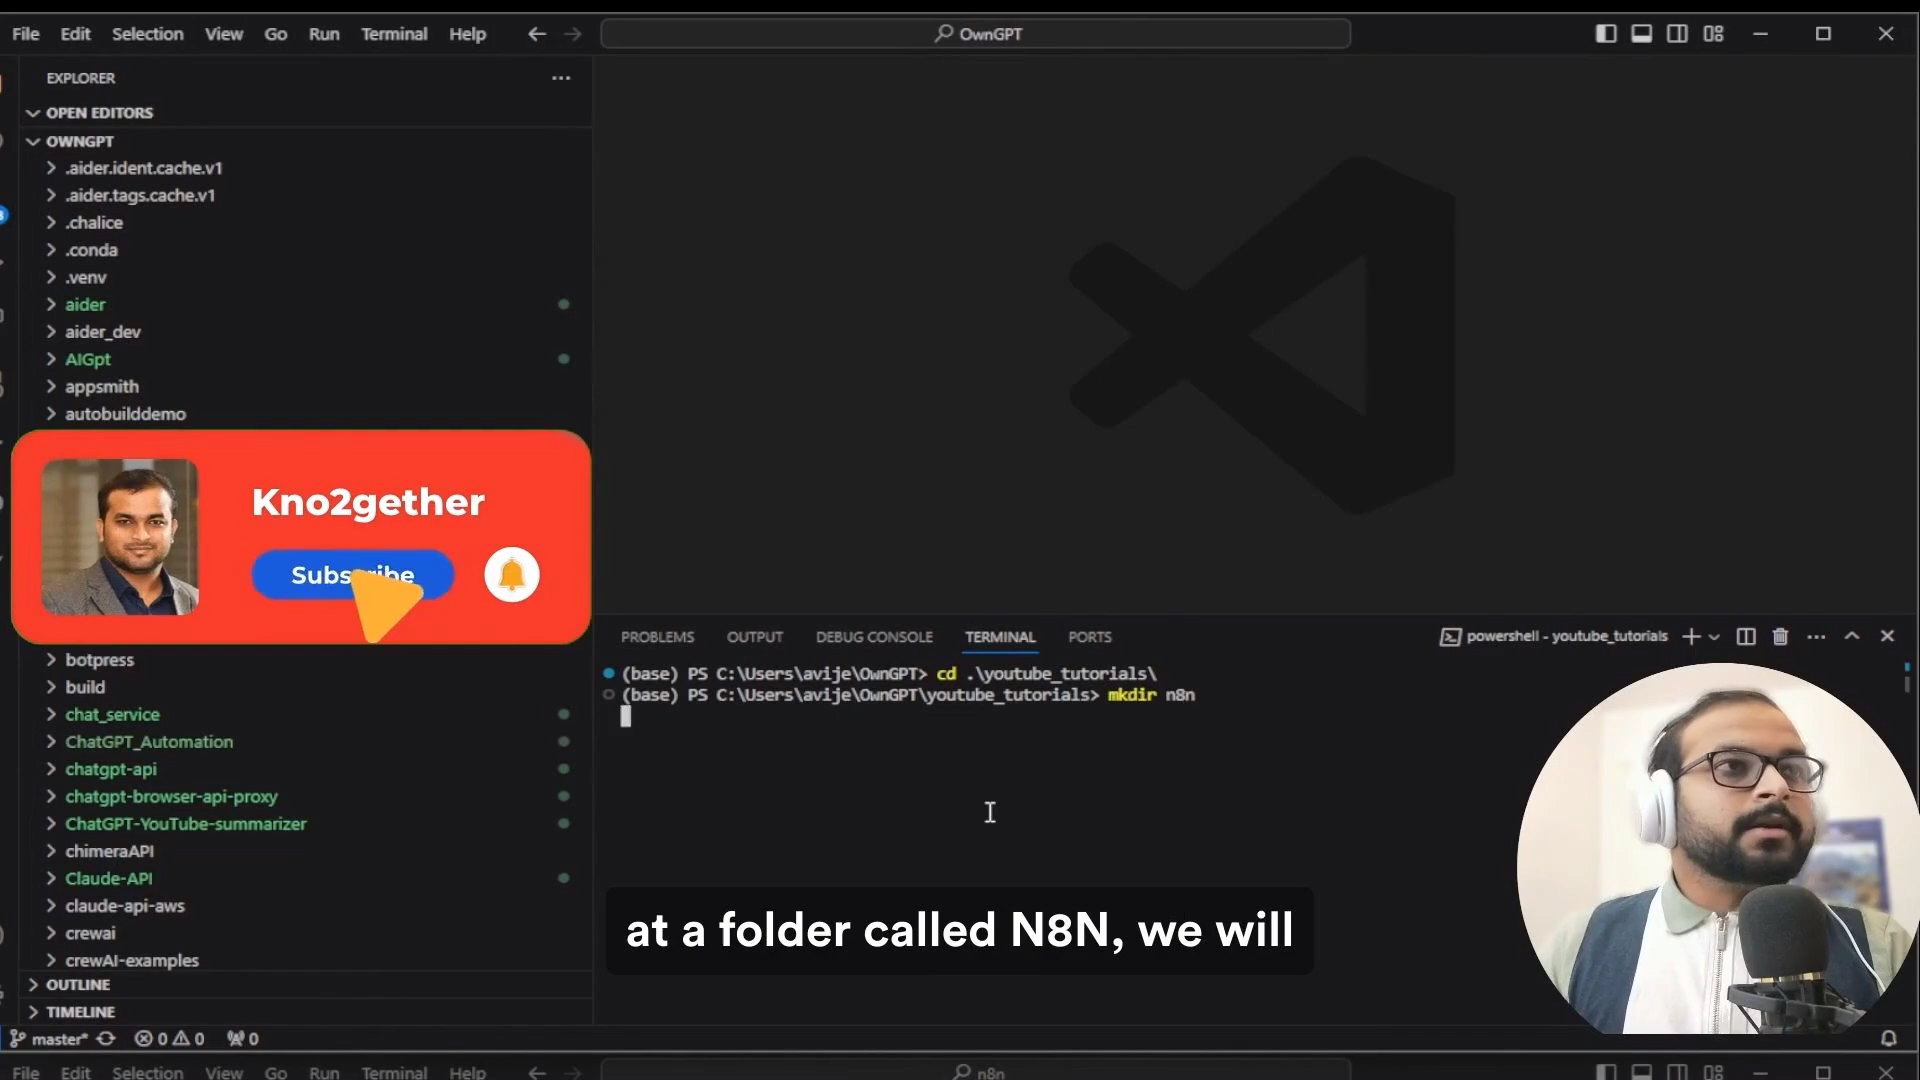 File Edit Selection View Go Run Terminal Help
OwnGPT
EXPLORER
OPEN EDITORS
OWNGPT
.aider.ident.cache.v1
.aider.tags.cache.v1
.chalice
.conda
.venv
aider
aider_dev
AIGpt
appsmith
autobuilddemo
Kno2gether
Subscribe
botpress
build
chat_service
ChatGPT_Automation
chatgpt-api
chatgpt-browser-api-proxy
ChatGPT-YouTube-summarizer
chimeraAPI
Claude-API
claude-api-aws
crewai
crewAI-examples
OUTLINE
TIMELINE
PROBLEMS OUTPUT DEBUG CONSOLE TERMINAL PORTS
powershell - youtube_tutorials
(base) PS C:\Users\avije\OwnGPT> cd .\youtube_tutorials\
(base) PS C:\Users\avije\OwnGPT\youtube_tutorials> mkdir n8n
at a folder called N8N, we will
master* 0 0 0
File Edit Selection View Go Run Terminal Help
n8n